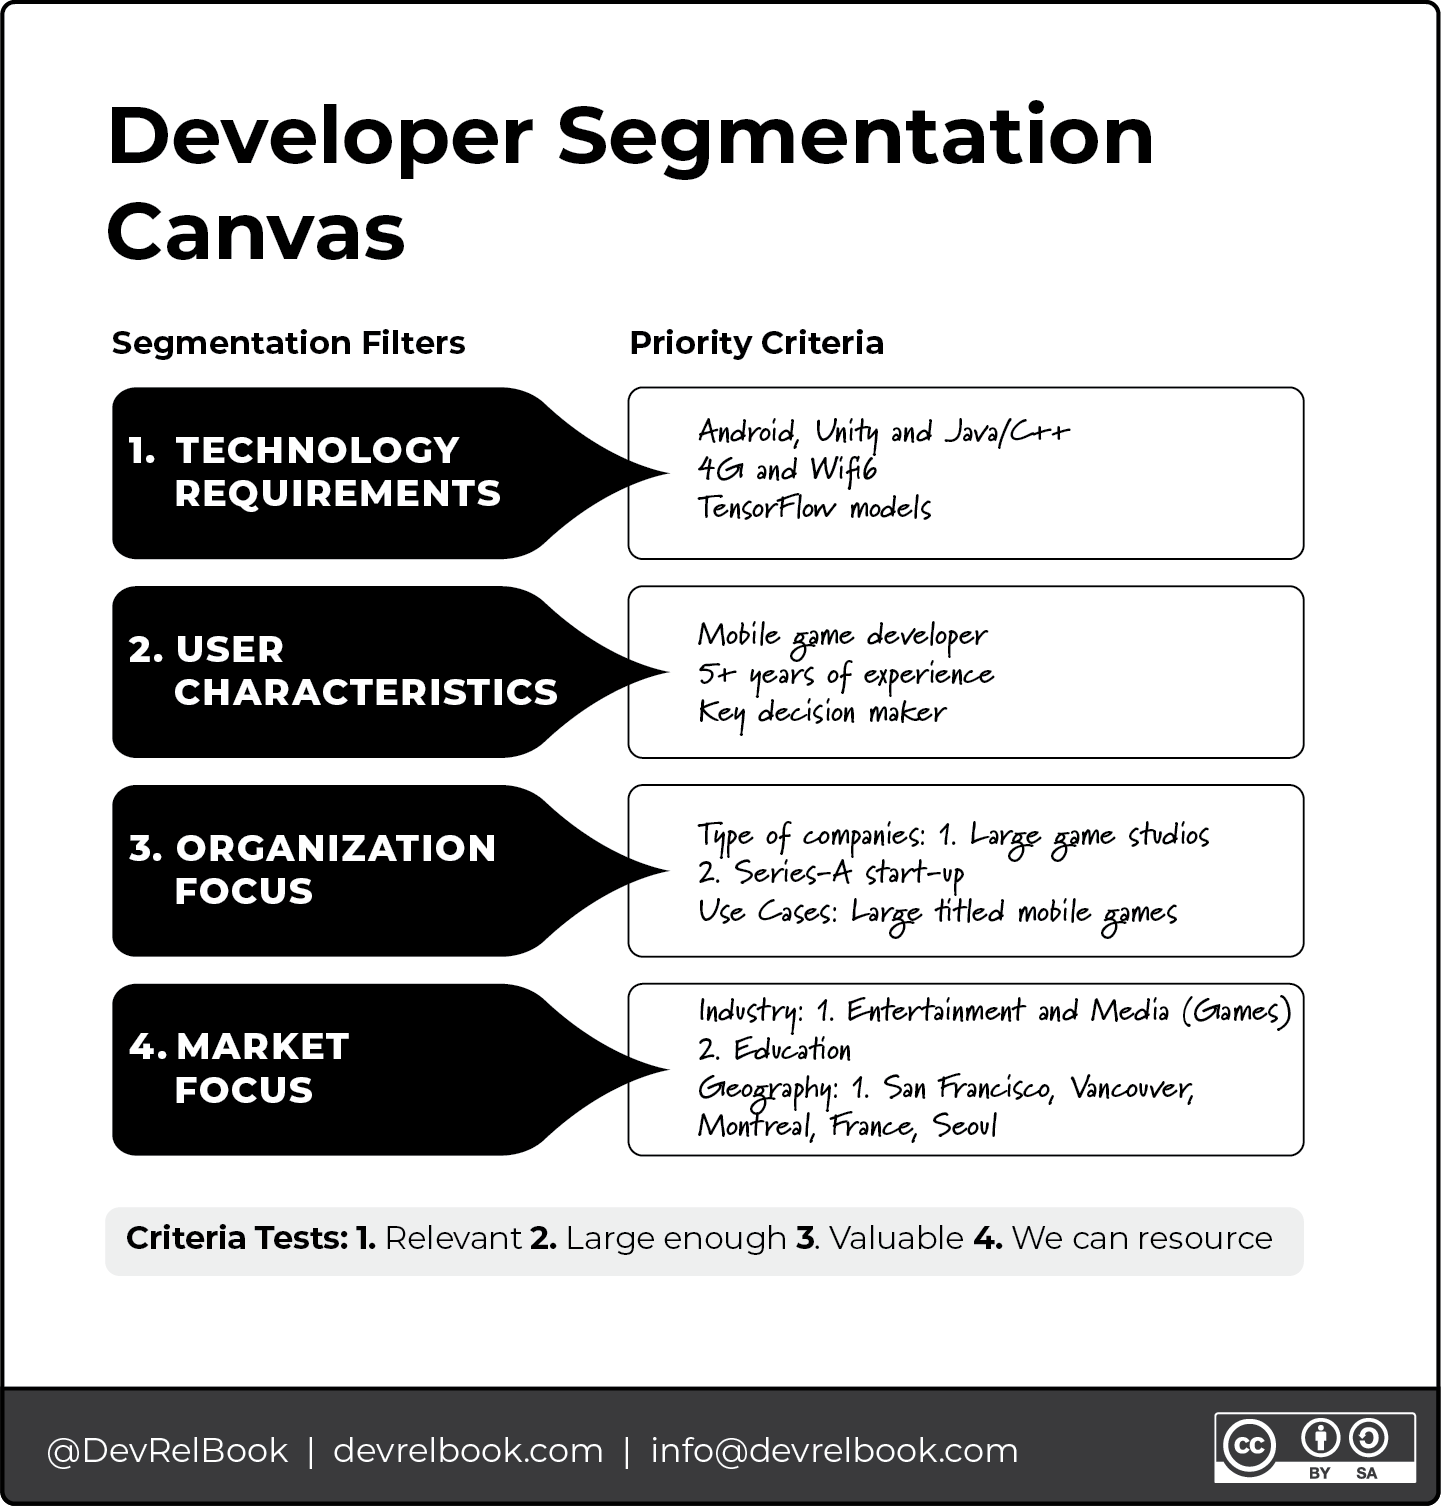 Developer Segmentation
Canvas
Segmentation Filters
Priority Criteria
1. TECHNOLOGY
REQUIREMENTS
Android, Unity and Java/C++
4G and Wifi6
TensorFlow models
2. USER
CHARACTERISTICS
Mobile game developer
5+ years of experience
Key decision maker
3. ORGANIZATION
FOCUS
Type of companies: 1. Large game studios
2. Series-A start-up
Use Cases: Large titled mobile games
4. MARKET
FOCUS
Industry: 1. Entertainment and Media (Games)
2. Education
Geography: 1. San Francisco, Vancouver,
Montreal, France, Seoul
Criteria Tests: 1. Relevant 2. Large enough 3. Valuable 4. We can resource
@DevRelBook | devrelbook.com | info@devrelbook.com
cc
BY SA